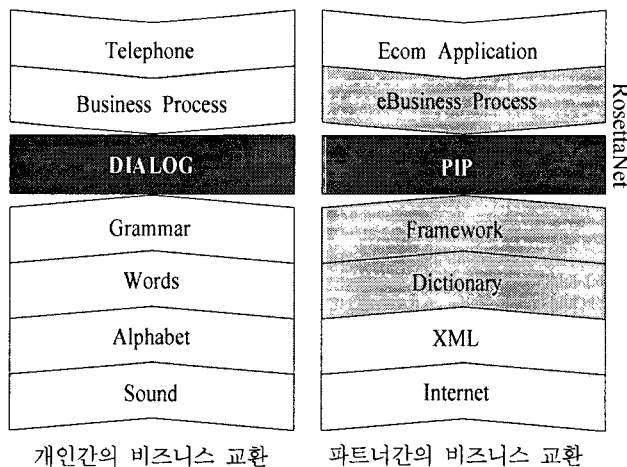 Telephone
Business Process
DIALOG
Grammar
Words
Alphabet
Sound
개인간의 비즈니스 교환
Ecom Application
eBusiness Process
PIP
Framework
Dictionary
XML
Internet
파트너간의 비즈니스 교환
RosettaNet